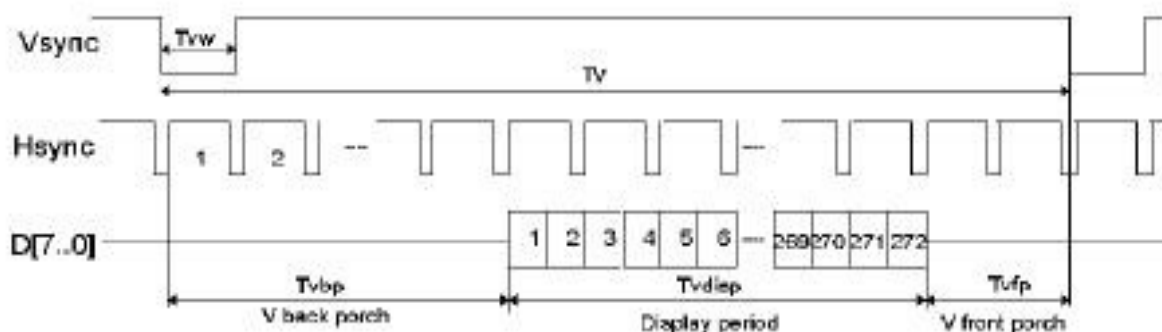 Vsync
Tvw
TV
Hsync
1 2 --- ---
D[7..0]
1 2 3 4 5 6 --- 269 270 271 272
Tvbp Tvdisp Tvfp
V back porch Display period V front porch